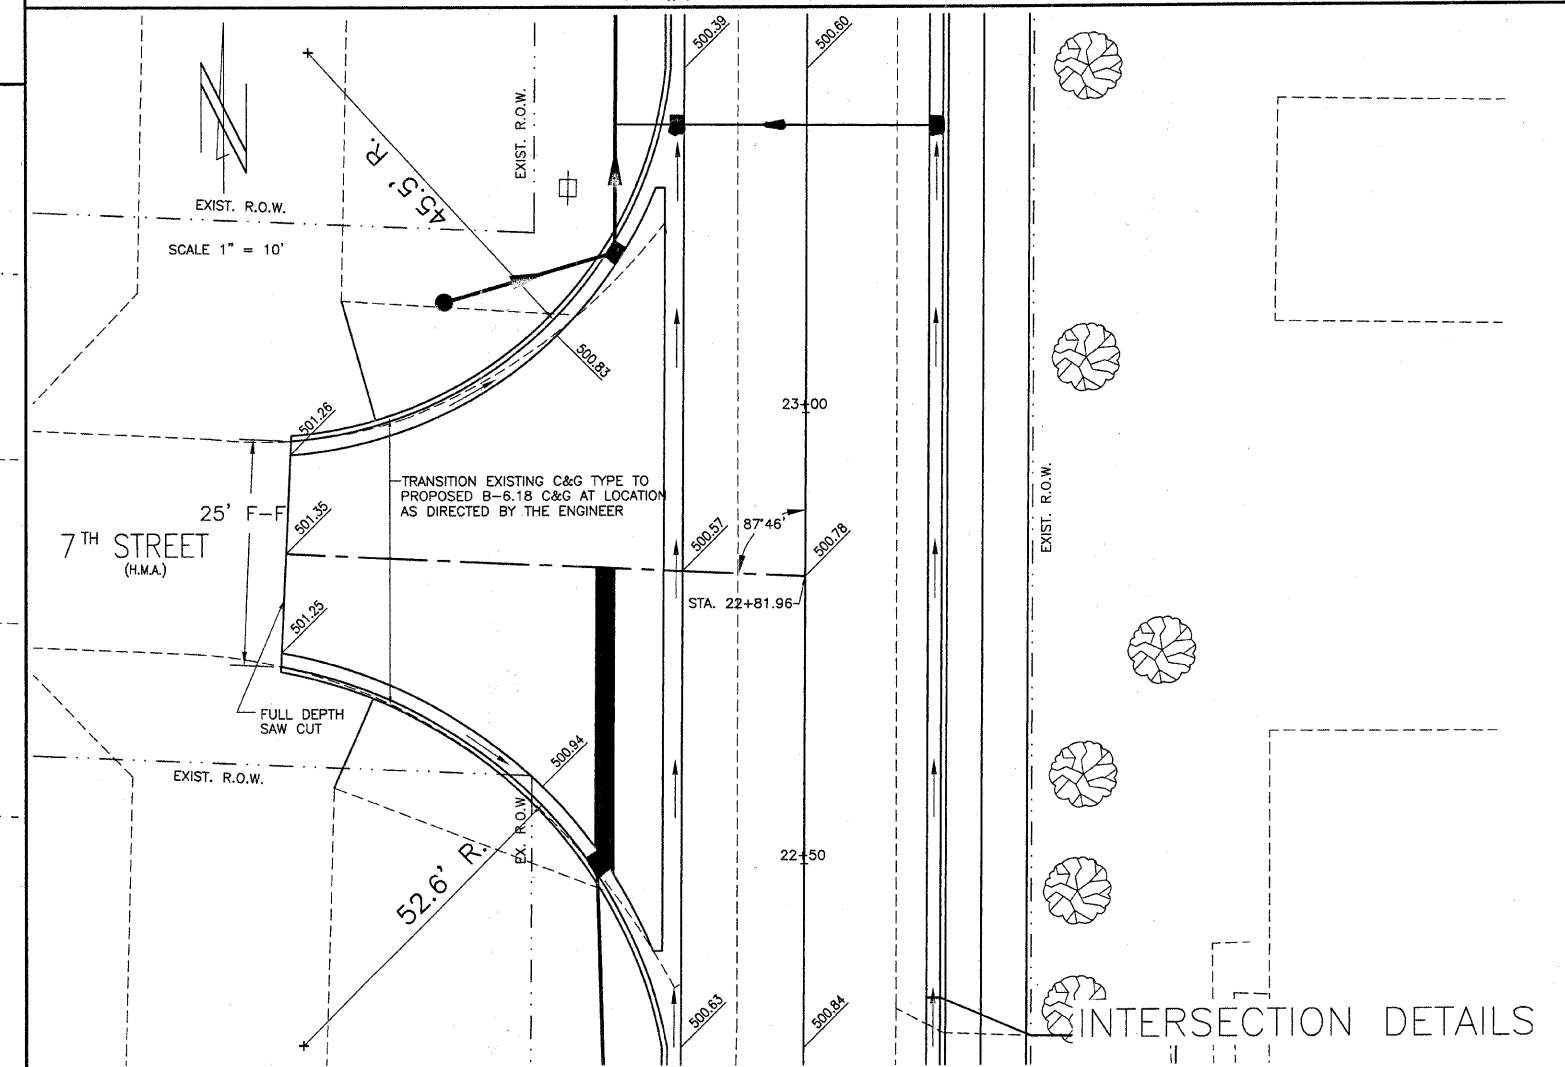 500.39
500.60
EXIST. R.O.W.
45.5' R.
EXIST. R.O.W.
SCALE 1" = 10'
500.83
501.26
23+00
TRANSITION EXISTING C&G TYPE TO
PROPOSED B-6.18 C&G AT LOCATION
AS DIRECTED BY THE ENGINEER
25' F-F
501.35
7TH STREET
(H.M.A.)
500.57
87°46'
500.78
EXIST. R.O.W.
STA. 22+81.96
501.25
FULL DEPTH
SAW CUT
500.94
EXIST. R.O.W.
EX. R.O.W.
22+50
52.6' R.
500.63
500.84
INTERSECTION DETAILS